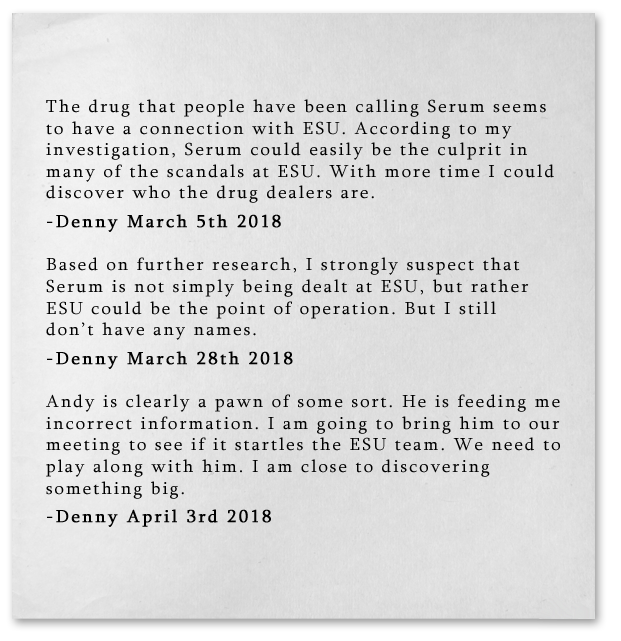 The drug that people have been calling Serum seems
to have a connection with ESU. According to my
investigation, Serum could easily be the culprit in
many of the scandals at ESU. With more time I could
discover who the drug dealers are.
-Denny March 5th 2018
Based on further research, I strongly suspect that
Serum is not simply being dealt at ESU, but rather
ESU could be the point of operation. But I still
don’t have any names.
-Denny March 28th 2018
Andy is clearly a pawn of some sort. He is feeding me
incorrect information. I am going to bring him to our
meeting to see if it startles the ESU team. We need to
play along with him. I am close to discovering
something big.
-Denny April 3rd 2018